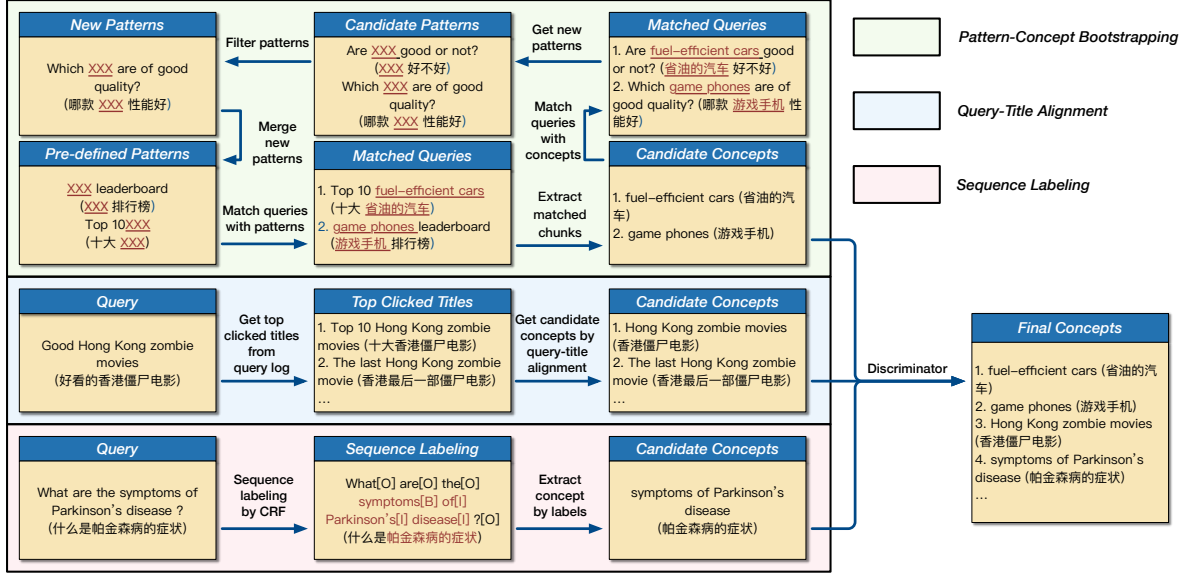 New Patterns
Which XXX are of good
quality?
(哪款 XXX 性能好)
Filter patterns
Candidate Patterns
Are XXX good or not?
(XXX 好不好)
Which XXX are of good
quality?
(哪款 XXX 性能好)
Get new
patterns
Matched Queries
1. Are fuel-efficient cars good
or not? (省油的汽车 好不好)
2. Which game phones are of
good quality? (哪款 游戏手机 性
能好)
Pattern-Concept Bootstrapping
Query-Title Alignment
Sequence Labeling
Merge
new
patterns
Match
queries
with
concepts
Pre-defined Patterns
XXX leaderboard
(XXX 排行榜)
Top 10XXX
(十大 XXX)
Match queries
with patterns
Matched Queries
1. Top 10 fuel-efficient cars
(十大 省油的汽车)
2. game phones leaderboard
(游戏手机 排行榜)
Extract
matched
chunks
Candidate Concepts
1. fuel-efficient cars (省油的汽
车)
2. game phones (游戏手机)
Query
Good Hong Kong zombie
movies
(好看的香港僵尸电影)
Get top
clicked titles
from
query log
Top Clicked Titles
1. Top 10 Hong Kong zombie
movies (十大香港僵尸电影)
2. The last Hong Kong zombie
movie (香港最后一部僵尸电影)
...
Get candidate
concepts by
query-title
alignment
Candidate Concepts
1. Hong Kong zombie movies
(香港僵尸电影)
2. The last Hong Kong zombie
movie (香港最后一部僵尸电影)
...
Discriminator
Final Concepts
1. fuel-efficient cars (省油的汽
车)
2. game phones (游戏手机)
3. Hong Kong zombie movies
(香港僵尸电影)
4. symptoms of Parkinson's
disease (帕金森病的症状)
...
Query
What are the symptoms of
Parkinson's disease ?
(什么是帕金森病的症状)
Sequence
labeling
by CRF
Sequence Labeling
What[O] are[O] the[O]
symptoms[B] of[I]
Parkinson's[I] disease[I] ?[O]
(什么是帕金森病的症状)
Extract
concept
by labels
Candidate Concepts
symptoms of Parkinson's
disease
(帕金森病的症状)